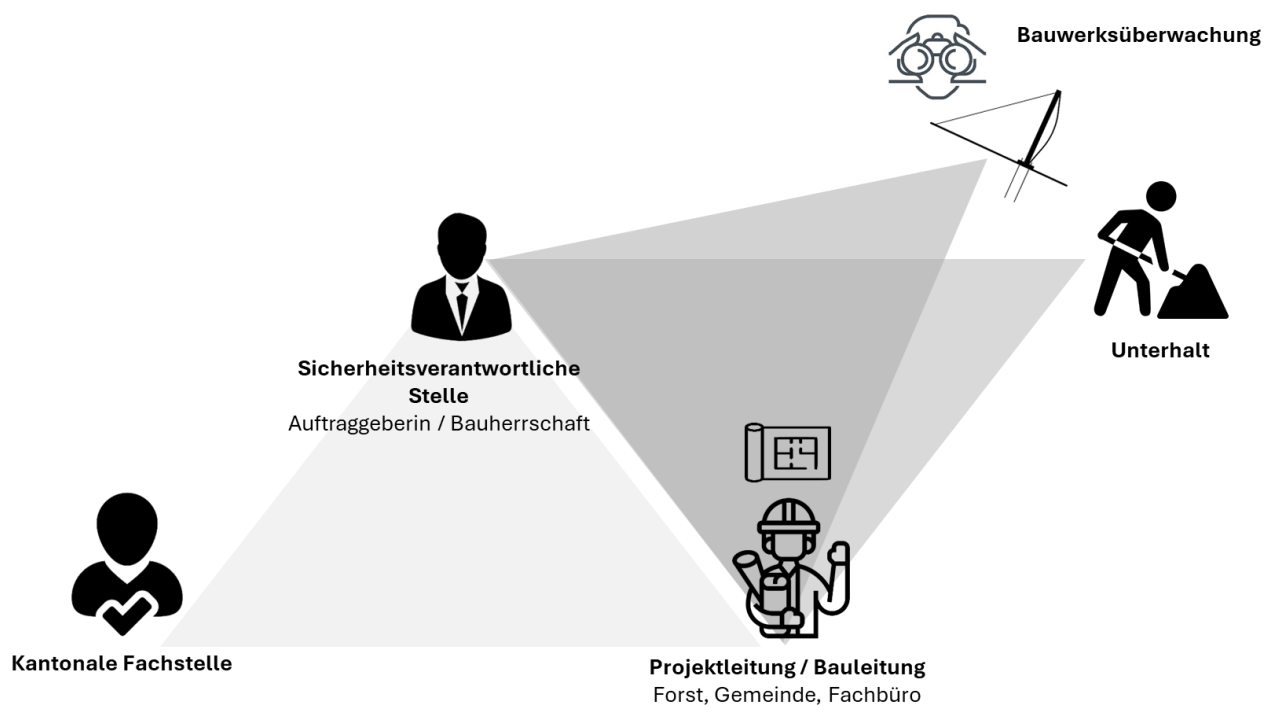 Bauwerksüberwachung
Unterhalt
Sicherheitsverantwortliche
Stelle
Auftraggeberin / Bauherrschaft
Kantonale Fachstelle
Projektleitung / Bauleitung
Forst, Gemeinde, Fachbüro